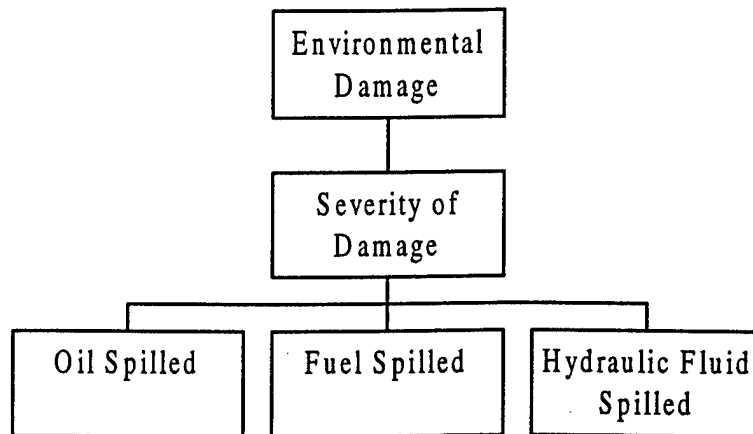 Environmental
Damage
Severity of
Damage
Oil Spilled
Fuel Spilled
Hydraulic Fluid
Spilled